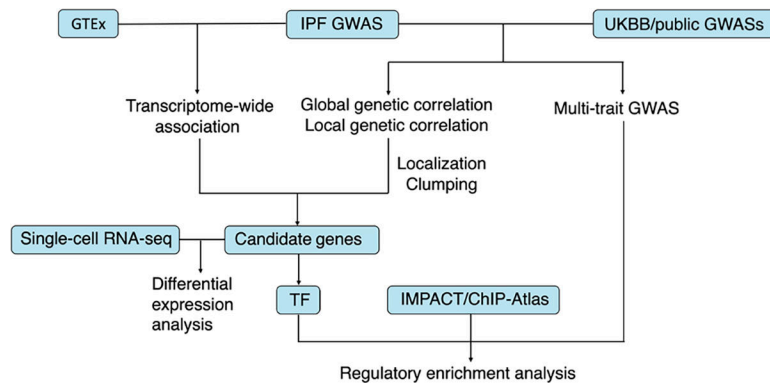 GTEx
IPF GWAS
UKBB/public GWASs
Transcriptome-wide
association
Global genetic correlation
Local genetic correlation
Multi-trait GWAS
Localization
Clumping
Single-cell RNA-seq
Candidate genes
Differential
expression
analysis
TF
IMPACT/ChIP-Atlas
Regulatory enrichment analysis